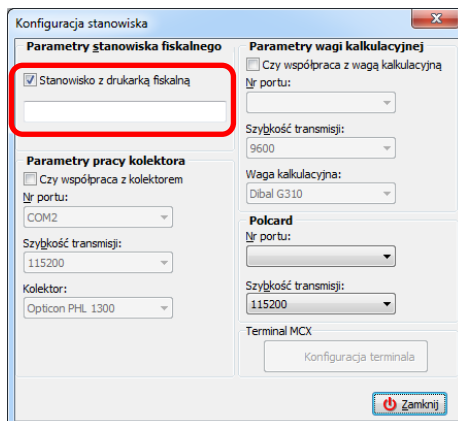 Konfiguracja stanowiska
Parametry stanowiska fiskalnego
Stanowisko z drukarką fiskalną
Parametry pracy kolektora
Czy współpraca z kolektorem
Nr portu:
COM2
Szybkość transmisji:
115200
Kolektor:
Opticon PHL 1300
Parametry wagi kalkulacyjnej
Czy współpraca z wagą kalkulacyjną
Nr portu:
Szybkość transmisji:
9600
Waga kalkulacyjna:
Dibal G310
Polcard
Nr portu:
Szybkość transmisji:
115200
Terminal MCX
Konfiguracja terminala
Zamknij